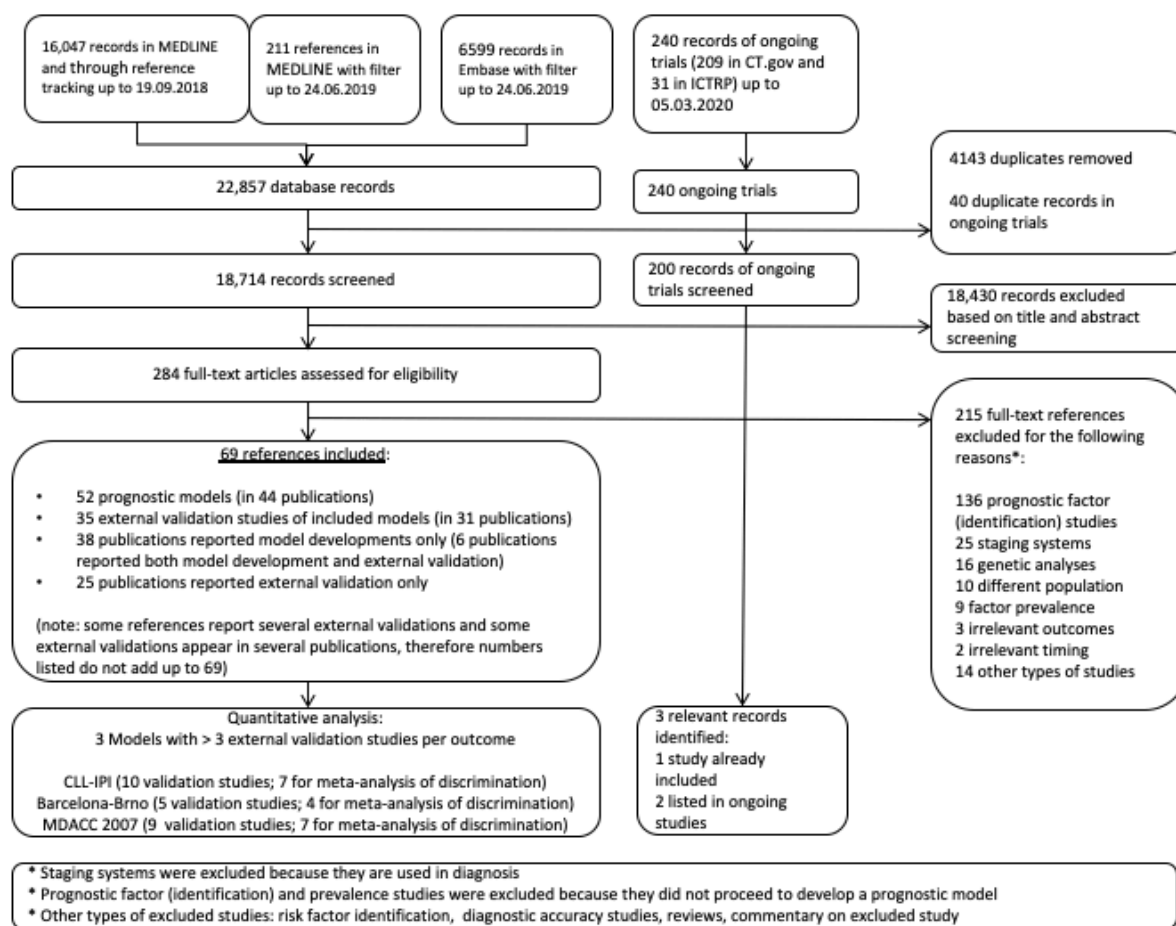 16,047 records in MEDLINE
and through reference
tracking up to 19.09.2018
211 references in
MEDLINE with filter
up to 24.06.2019
6599 records in
Embase with filter
up to 24.06.2019
240 records of ongoing
trials (209 in CT.gov and
31 in ICTRP) up to
05.03.2020
22,857 database records
240 ongoing trials
4143 duplicates removed
40 duplicate records in
ongoing trials
18,714 records screened
200 records of ongoing
trials screened
18,430 records excluded
based on title and abstract
screening
284 full-text articles assessed for eligibility
215 full-text references
excluded for the following
reasons*:
136 prognostic factor
(identification) studies
25 staging systems
16 genetic analyses
10 different population
9 factor prevalence
3 irrelevant outcomes
2 irrelevant timing
14 other types of studies
69 references included:
• 52 prognostic models (in 44 publications)
• 35 external validation studies of included models (in 31 publications)
• 38 publications reported model developments only (6 publications
reported both model development and external validation)
• 25 publications reported external validation only
(note: some references report several external validations and some
external validations appear in several publications, therefore numbers
listed do not add up to 69)
Quantitative analysis:
3 Models with > 3 external validation studies per outcome
CLL-IPI (10 validation studies; 7 for meta-analysis of discrimination)
Barcelona-Brno (5 validation studies; 4 for meta-analysis of discrimination)
MDACC 2007 (9 validation studies; 7 for meta-analysis of discrimination)
3 relevant records
identified:
1 study already
included
2 listed in ongoing
studies
* Staging systems were excluded because they are used in diagnosis
* Prognostic factor (identification) and prevalence studies were excluded because they did not proceed to develop a prognostic model
* Other types of excluded studies: risk factor identification, diagnostic accuracy studies, reviews, commentary on excluded study